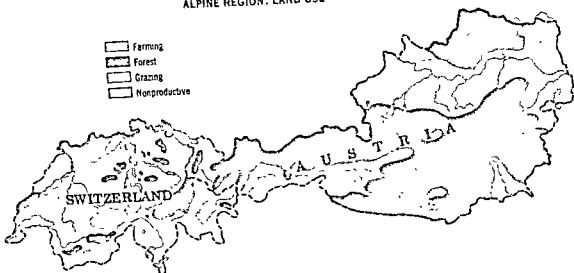 ALPINE REGION: LAND USE
Farming
Forest
Grazing
Nonproductive
AUSTRIA
SWITZERLAND